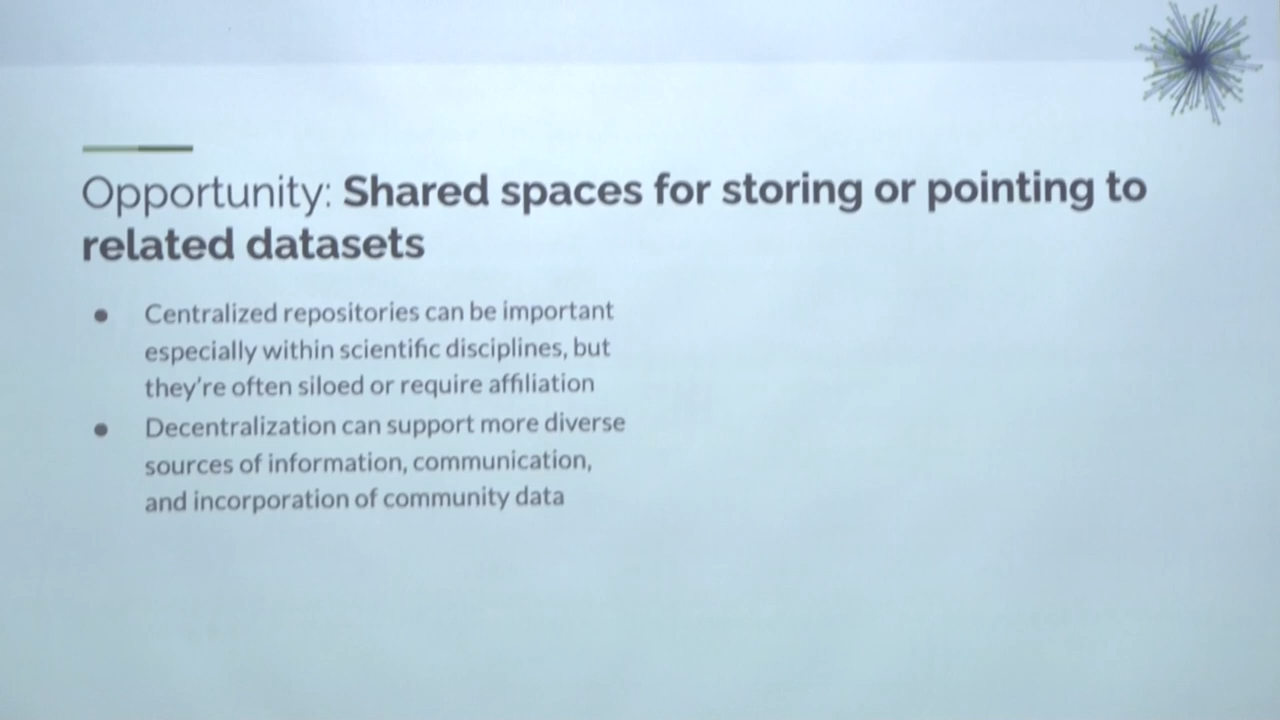 Opportunity: Shared spaces for storing or pointing to
related datasets
● Centralized repositories can be important
especially within scientific disciplines, but
they're often siloed or require affiliation
● Decentralization can support more diverse
sources of information, communication,
and incorporation of community data